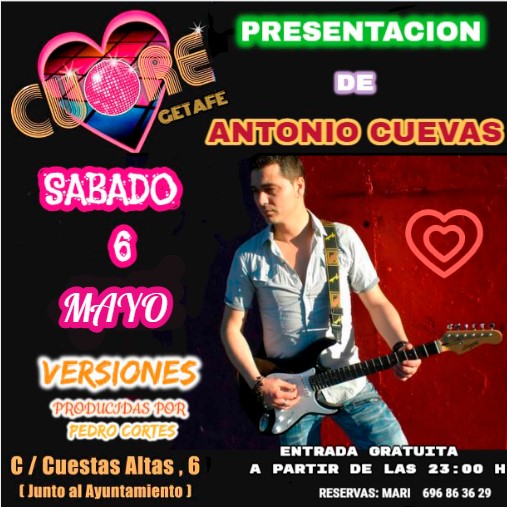 CUORE
GETAFE
PRESENTACION
DE
ANTONIO CUEVAS
SABADO
6
MAYO
VERSIONES
PRODUCIDAS POR
PEDRO CORTES
C / Cuestas Altas , 6
( Junto al Ayuntamiento )
ENTRADA GRATUITA
A PARTIR DE LAS 23:00 H
RESERVAS: MARI 696 86 36 29